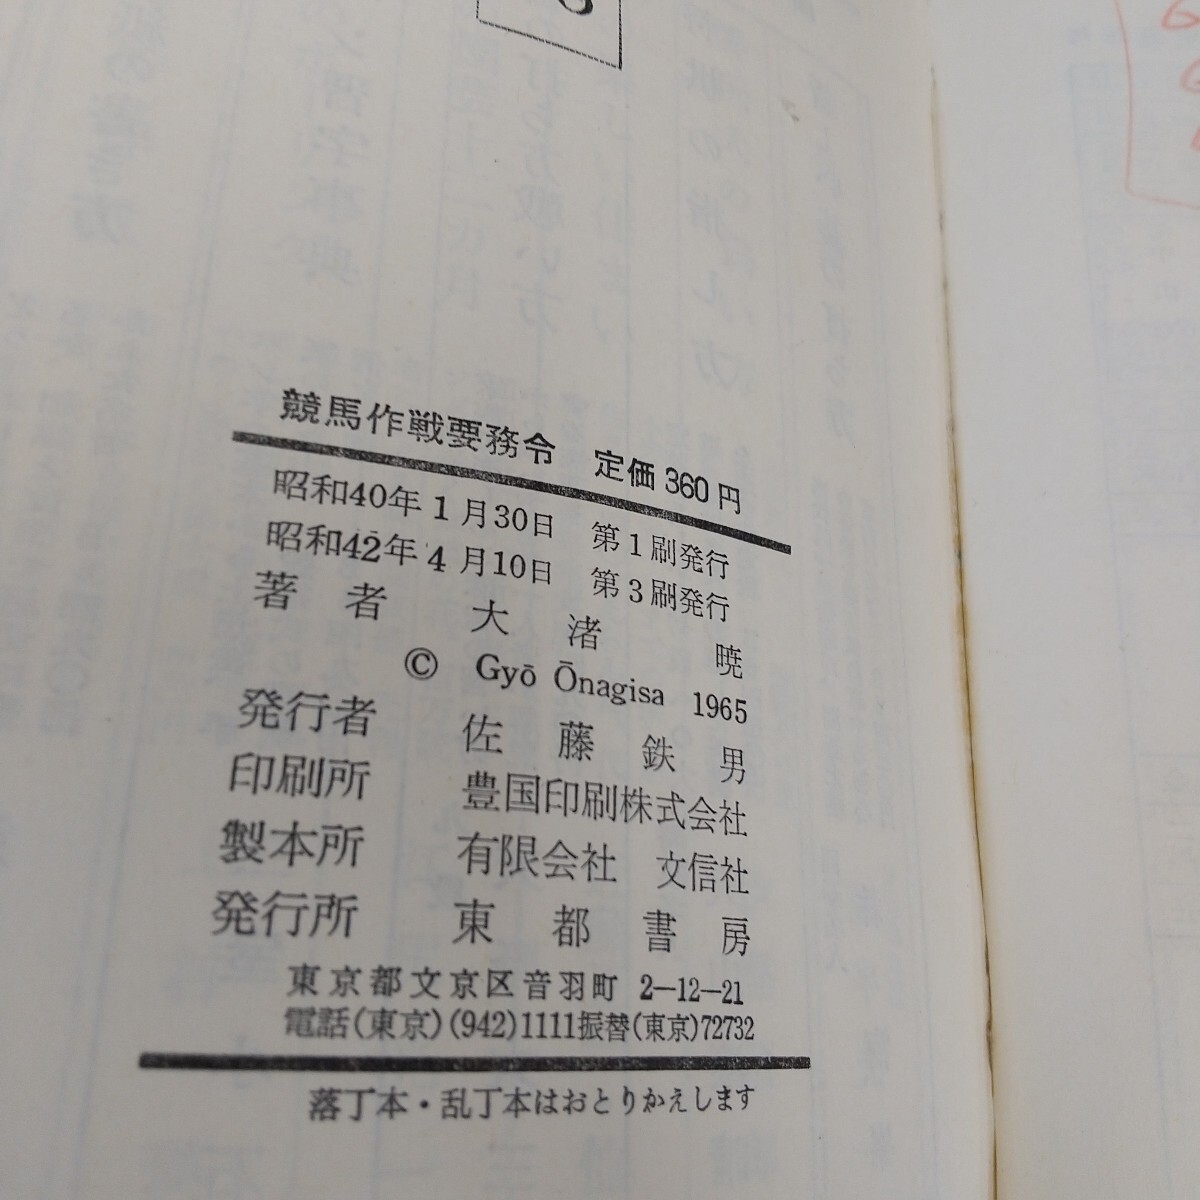 競馬作戦要務令 定価360円
昭和40年1月30日 第1刷発行
昭和42年4月10日 第3刷発行
著者 大渚暁
© Gyō Ōnagisa 1965
発行者 佐藤鉄男
印刷所 豊国印刷株式会社
製本所 有限会社 文信社
発行所 東都書房
東京都文京区音羽町 2-12-21
電話(東京)(942)1111振替(東京)72732
落丁本・乱丁本はおとりかえします